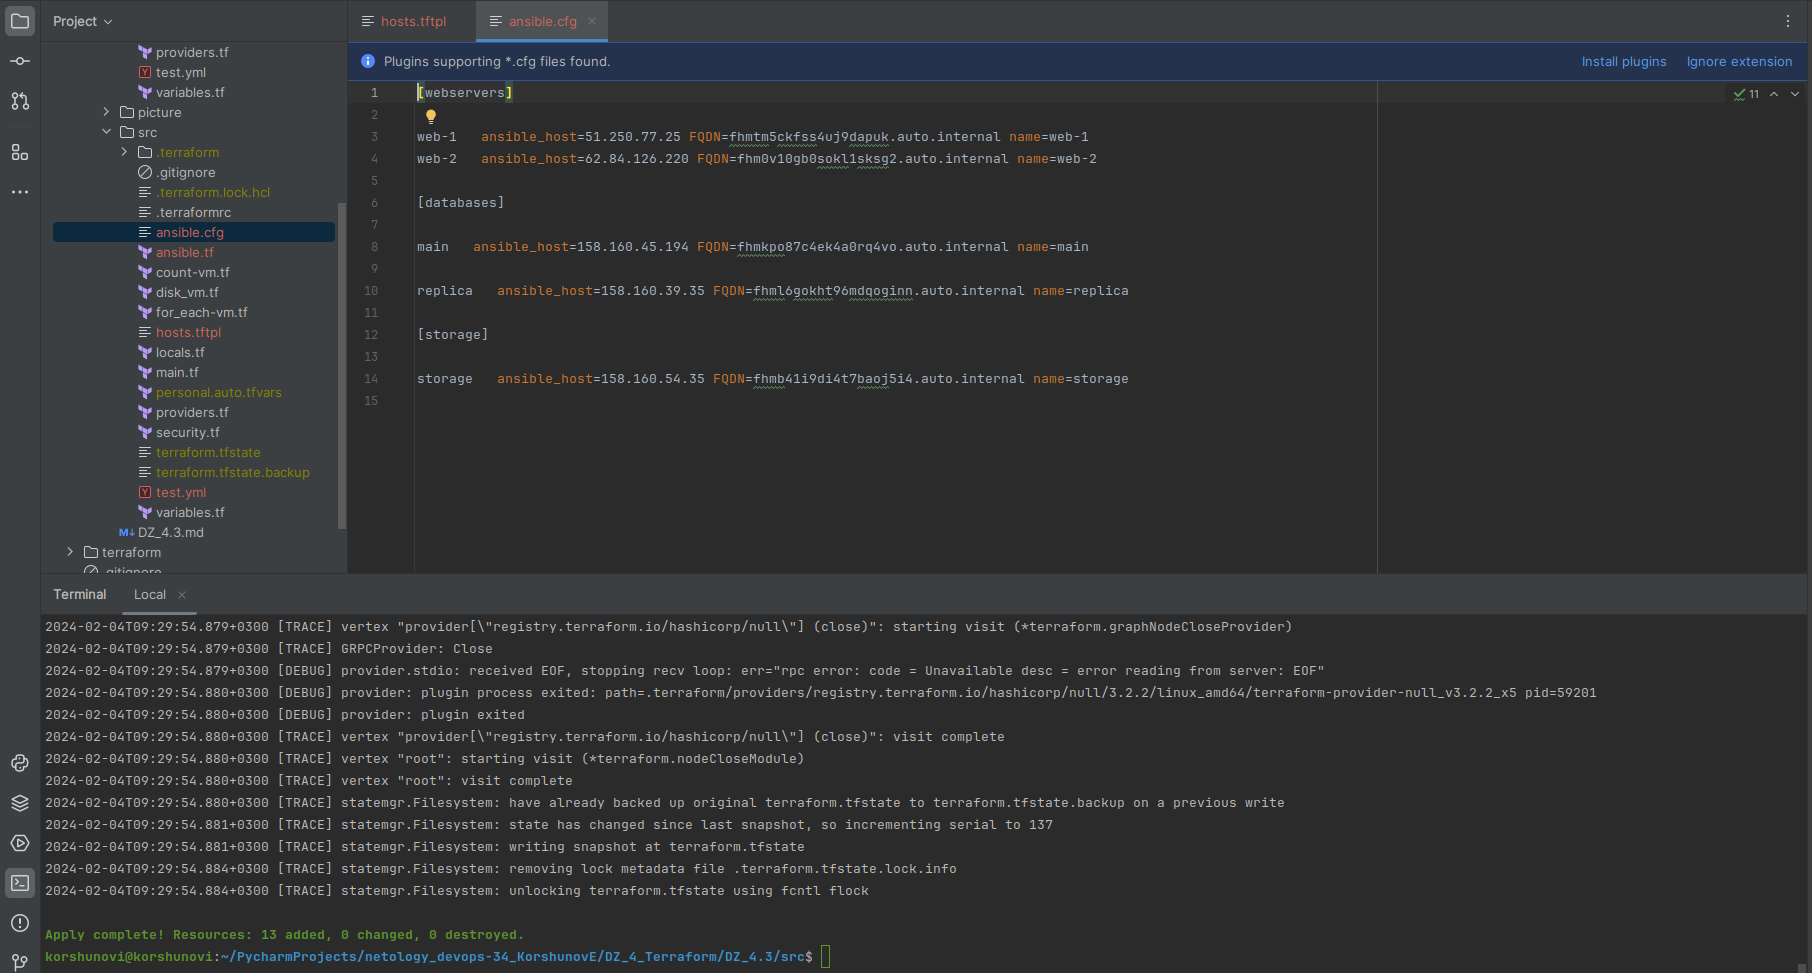 Project
hosts.tftpl
ansible.cfg
providers.tf
test.yml
variables.tf
picture
src
.terraform
.gitignore
.terraform.lock.hcl
.terraformrc
ansible.cfg
ansible.tf
count-vm.tf
disk_vm.tf
for_each-vm.tf
hosts.tftpl
locals.tf
main.tf
personal.auto.tfvars
providers.tf
security.tf
terraform.tfstate
terraform.tfstate.backup
test.yml
variables.tf
M↓ DZ_4.3.md
terraform
.gitignore
Plugins supporting *.cfg files found.
Install plugins Ignore extension
11
1 [webservers]
2
3 web-1 ansible_host=51.250.77.25 FQDN=fhmtm5ckfss4uj9dapuk.auto.internal name=web-1
4 web-2 ansible_host=62.84.126.220 FQDN=fhm0v10gb0sokl1sksg2.auto.internal name=web-2
5
6 [databases]
7
8 main ansible_host=158.160.45.194 FQDN=fhmkpo87c4ek4a0rq4vo.auto.internal name=main
9
10 replica ansible_host=158.160.39.35 FQDN=fhml6gokht96mdqoginn.auto.internal name=replica
11
12 [storage]
13
14 storage ansible_host=158.160.54.35 FQDN=fhmb41i9di4t7baoj5i4.auto.internal name=storage
15
Terminal Local
2024-02-04T09:29:54.879+0300 [TRACE] vertex "provider[\"registry.terraform.io/hashicorp/null\"] (close)": starting visit (*terraform.graphNodeCloseProvider)
2024-02-04T09:29:54.879+0300 [TRACE] GRPCProvider: Close
2024-02-04T09:29:54.879+0300 [DEBUG] provider.stdio: received EOF, stopping recv loop: err="rpc error: code = Unavailable desc = error reading from server: EOF"
2024-02-04T09:29:54.880+0300 [DEBUG] provider: plugin process exited: path=.terraform/providers/registry.terraform.io/hashicorp/null/3.2.2/linux_amd64/terraform-provider-null_v3.2.2_x5 pid=59201
2024-02-04T09:29:54.880+0300 [DEBUG] provider: plugin exited
2024-02-04T09:29:54.880+0300 [TRACE] vertex "provider[\"registry.terraform.io/hashicorp/null\"] (close)": visit complete
2024-02-04T09:29:54.880+0300 [TRACE] vertex "root": starting visit (*terraform.nodeCloseModule)
2024-02-04T09:29:54.880+0300 [TRACE] vertex "root": visit complete
2024-02-04T09:29:54.880+0300 [TRACE] statemgr.Filesystem: have already backed up original terraform.tfstate to terraform.tfstate.backup on a previous write
2024-02-04T09:29:54.881+0300 [TRACE] statemgr.Filesystem: state has changed since last snapshot, so incrementing serial to 137
2024-02-04T09:29:54.881+0300 [TRACE] statemgr.Filesystem: writing snapshot at terraform.tfstate
2024-02-04T09:29:54.884+0300 [TRACE] statemgr.Filesystem: removing lock metadata file .terraform.tfstate.lock.info
2024-02-04T09:29:54.884+0300 [TRACE] statemgr.Filesystem: unlocking terraform.tfstate using fcntl flock
Apply complete! Resources: 13 added, 0 changed, 0 destroyed.
korshunovi@korshunovi:~/PycharmProjects/netology_devops-34_KorshunovE/DZ_4_Terraform/DZ_4.3/src$